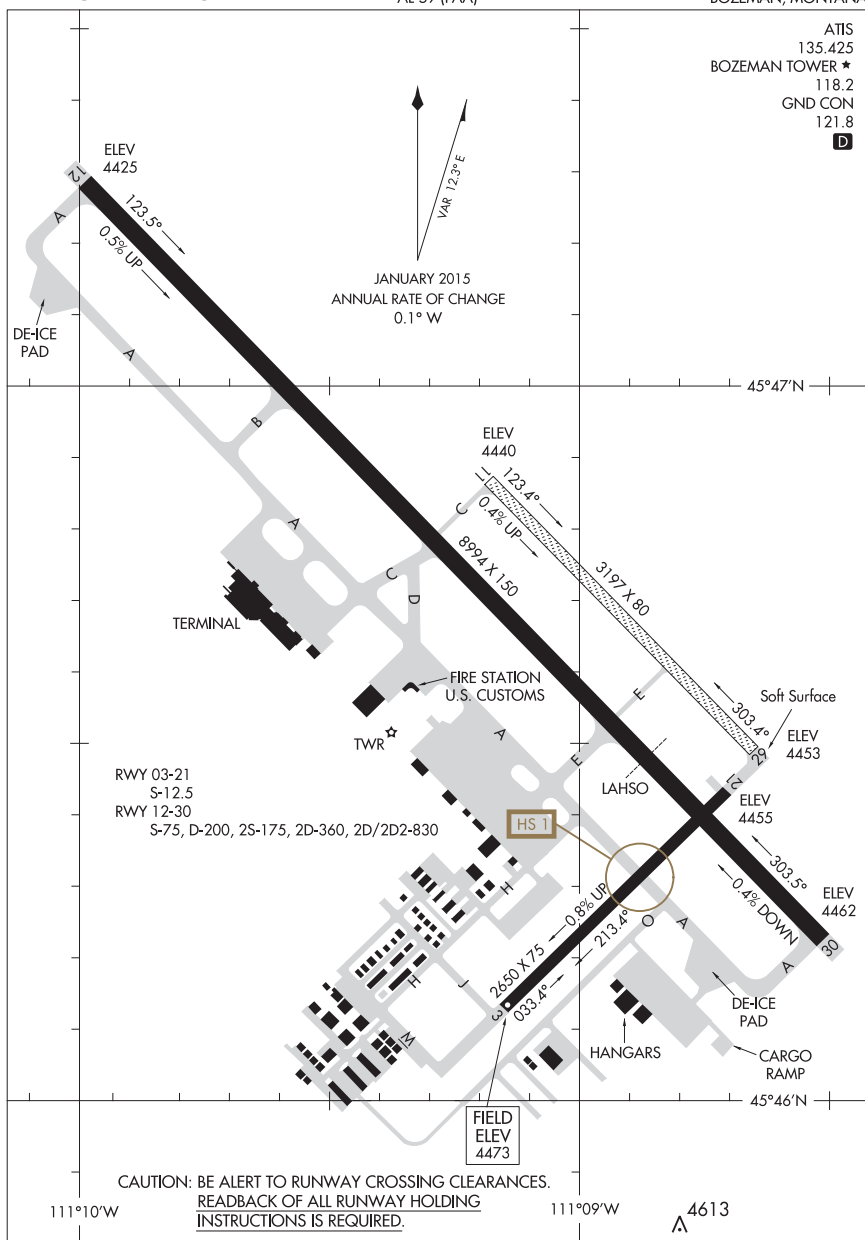 AL-59 (FAA)
BOZEMAN, MONTANA
ATIS
135.425
BOZEMAN TOWER ★
118.2
GND CON
121.8
D
VAR 12.3° E
JANUARY 2015
ANNUAL RATE OF CHANGE
0.1° W
12
ELEV
4425
123.5°
0.5% UP
A
DE-ICE
PAD
A
B
A
45°47'N
ELEV
4440
11
123.4°
0.4% UP
C
C
D
8994 X 150
3197 X 80
TERMINAL
FIRE STATION
U.S. CUSTOMS
TWR
A
E
E
LAHSO
303.4°
Soft Surface
29
ELEV
4453
21
ELEV
4455
RWY 03-21
S-12.5
RWY 12-30
S-75, D-200, 2S-175, 2D-360, 2D/2D2-830
HS 1
303.5°
0.4% DOWN
ELEV
4462
30
H
H
J
W
2650 X 75
0.8% UP
033.4°
213.4°
3
O
A
A
HANGARS
DE-ICE
PAD
CARGO
RAMP
45°46'N
FIELD
ELEV
4473
CAUTION: BE ALERT TO RUNWAY CROSSING CLEARANCES.
READBACK OF ALL RUNWAY HOLDING
INSTRUCTIONS IS REQUIRED.
111°10'W
111°09'W
4613